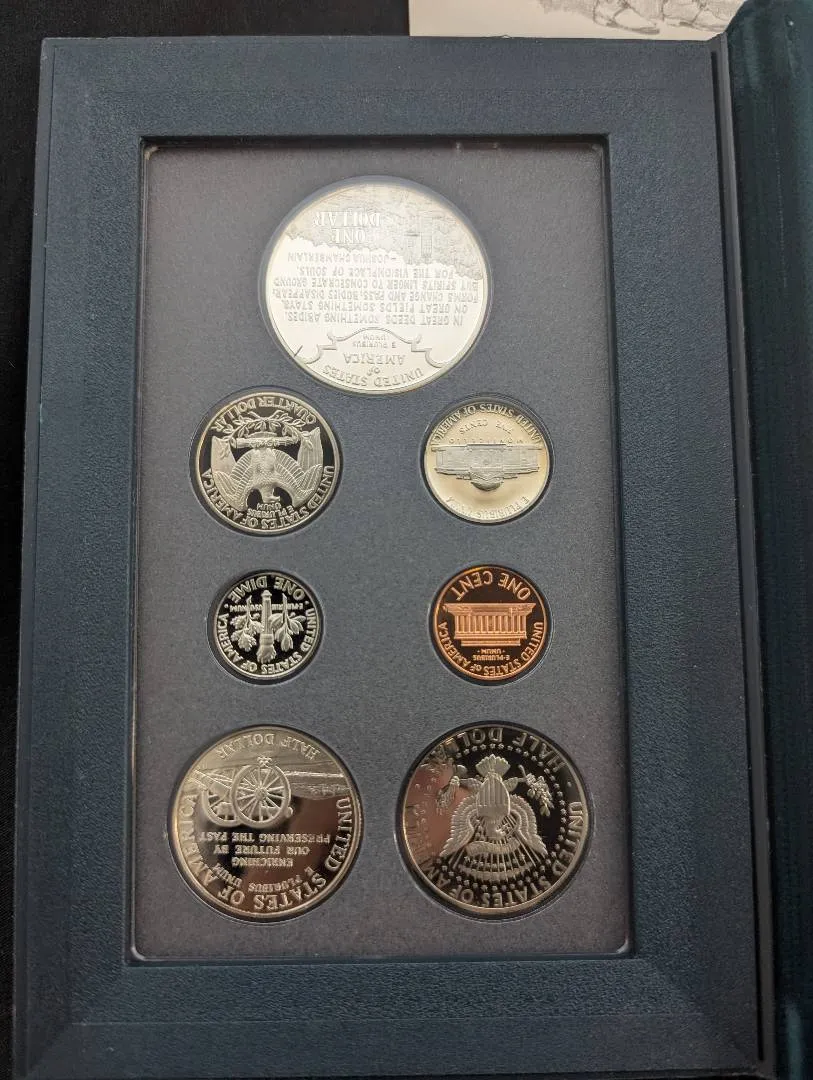 UNITED STATES
OF
AMERICA
E PLURIBUS
UNUM
IN GREAT DEEDS SOMETHING ABIDES.
ON GREAT FIELDS SOMETHING STAYS.
FORMS CHANGE AND PASS; BODIES DISAPPEAR;
BUT SPIRITS LINGER TO CONSECRATE GROUND
FOR THE VISIONPLACE OF SOULS.
-JOSHUA CHAMBERLAIN
ONE
DOLLAR
UNITED STATES OF AMERICA
E PLURIBUS
UNUM
QUARTER DOLLAR
E PLURIBUS UNUM
MONTICELLO
FIVE CENTS
UNITED STATES OF AMERICA
UNITED STATES OF AMERICA
E·PLURIBUS·UNUM
ONE DIME
UNITED STATES OF AMERICA
·E·PLURIBUS·
·UNUM·
ONE CENT
UNITED STATES OF AMERICA
E PLURIBUS UNUM
ENRICHING
OUR FUTURE BY
PRESERVING THE PAST
HALF DOLLAR
UNITED STATES OF AMERICA
HALF DOLLAR